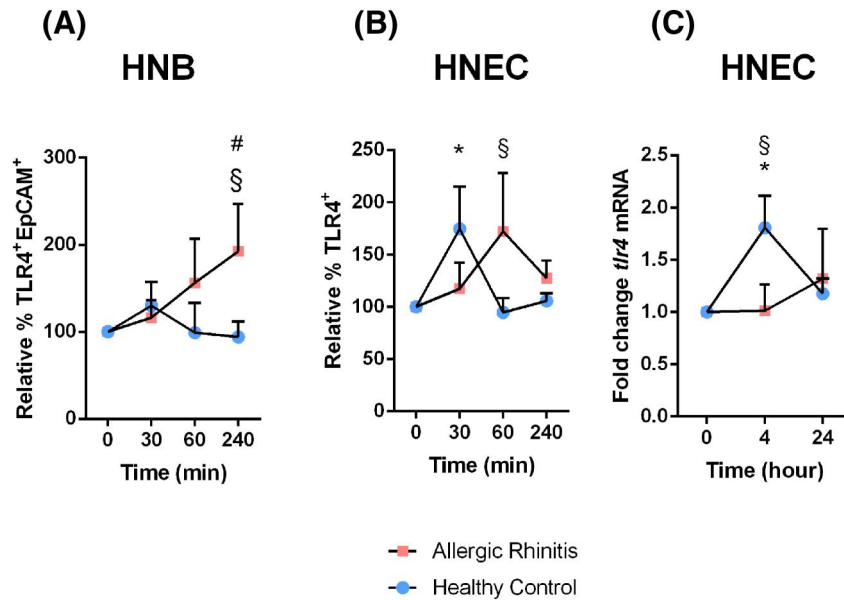 (A)
HNB
Relative % TLR4⁺EpCAM⁺
300
200
100
0
#
§
0 30 60 240
Time (min)
(B)
HNEC
Relative % TLR4⁺
250
200
150
100
50
0
* §
0 30 60 240
Time (min)
(C)
HNEC
Fold change tlr4 mRNA
2.5
2.0
1.5
1.0
0.5
0.0
§
*
0 4 24
Time (hour)
Allergic Rhinitis
Healthy Control